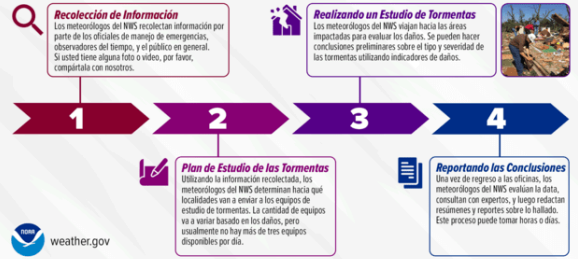 Recolección de Información
Los meteorólogos del NWS recolectan información por
parte de los oficiales de manejo de emergencias,
observadores del tiempo, y el público en general.
Si usted tiene alguna foto o video, por favor,
compártala con nosotros.
Realizando un Estudio de Tormentas
Los meteorólogos del NWS viajan hacia las áreas
impactadas para evaluar los daños. Se pueden hacer
conclusiones preliminares sobre el tipo y severidad de
las tormentas utilizando indicadores de daños.
1
2
3
4
Plan de Estudio de las Tormentas
Utilizando la información recolectada, los
meteorólogos del NWS determinan hacia qué
localidades van a enviar a los equipos de
estudio de tormentas. La cantidad de equipos
va a variar basado en los daños, pero
usualmente no hay más de tres equipos
disponibles por día.
Reportando las Conclusiones
Una vez de regreso a las oficinas, los
meteorólogos del NWS evalúan la data,
consultan con expertos, y luego redactan
resúmenes y reportes sobre lo hallado.
Este proceso puede tomar horas o días.
NOAA
weather.gov